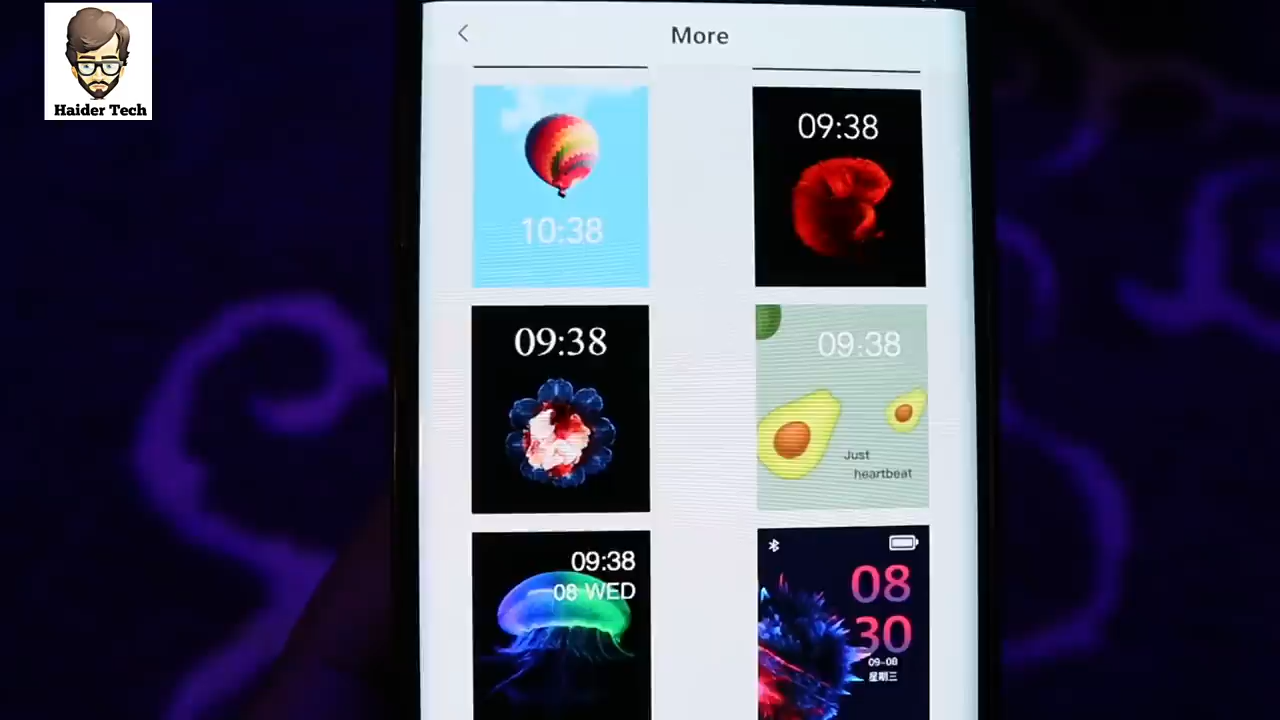 Haider Tech
More
10:38
09:38
09:38
09:38
Just
heartbeat
09:38
08 WED
08
30
09-08
星期三